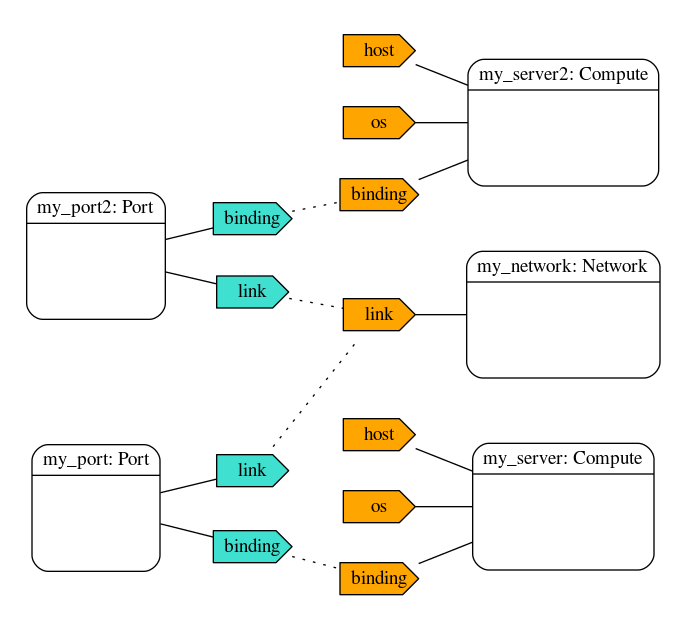 host
my_server2: Compute
os
binding
my_port2: Port
binding
link
my_network: Network
link
host
my_server: Compute
my_port: Port
link
os
binding
binding